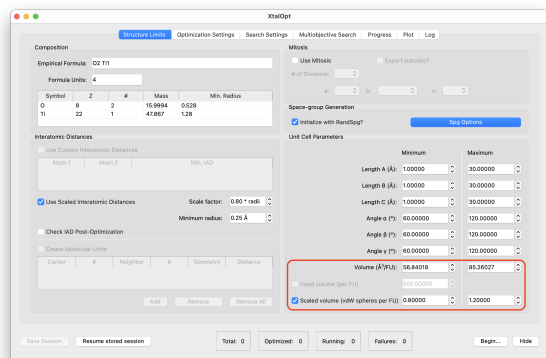 XtalOpt
Structure Limits Optimization Settings Search Settings Multiobjective Search Progress Plot Log
Composition
Empirical Formula: O2 Ti1
Formula Units: 4
Symbol Z # Mass Min. Radius
O 8 2 15.9994 0.528
Ti 22 1 47.867 1.28
Interatomic Distances
Use Custom Interatomic Distances
Atom 1 Atom 2 Min. IAD
Use Scaled Interatomic Distances Scale factor: 0.80 * radii
Minimum radius: 0.25 Å
Check IAD Post-Optimization
Create Molecular Units
Center # Neighbor # Geometry Distance
Add Remove Remove All
Mitosis
Use Mitosis Export subcells?
# of Divisions:
a: b: c:
Space-group Generation
Initialize with RandSpg? Spg Options
Unit Cell Parameters
Minimum Maximum
Length A (Å): 1.00000 30.00000
Length B (Å): 1.00000 30.00000
Length C (Å): 1.00000 30.00000
Angle α (°): 60.00000 120.00000
Angle β (°): 60.00000 120.00000
Angle γ (°): 60.00000 120.00000
Volume (Å³/FU): 56.84018 85.26027
Fixed volume (per FU) 500.00000
Scaled volume (vdW spheres per FU) 0.80000 1.20000
Save Session Resume stored session Total: 0 Optimized: 0 Running: 0 Failures: 0 Begin... Hide